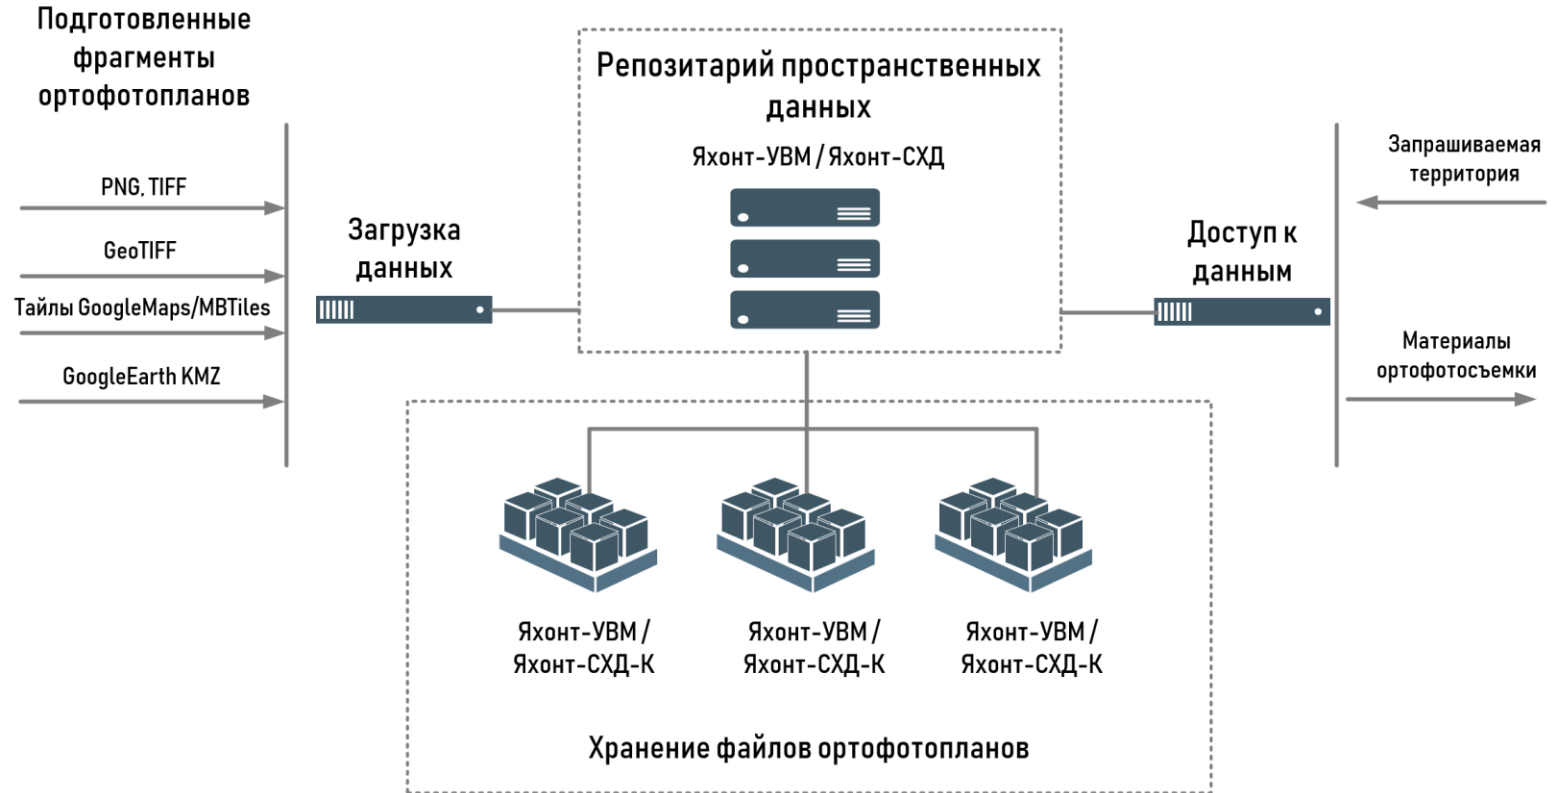 Подготовленные
фрагменты
ортофотопланов
PNG, TIFF
GeoTIFF
Тайлы GoogleMaps/MBTiles
GoogleEarth KMZ
Загрузка
данных
Репозитарий пространственных
данных
Яхонт-УВМ / Яхонт-СХД
Доступ к
данным
Запрашиваемая
территория
Материалы
ортофотосъемки
Яхонт-УВМ /
Яхонт-СХД-К
Яхонт-УВМ /
Яхонт-СХД-К
Яхонт-УВМ /
Яхонт-СХД-К
Хранение файлов ортофотопланов